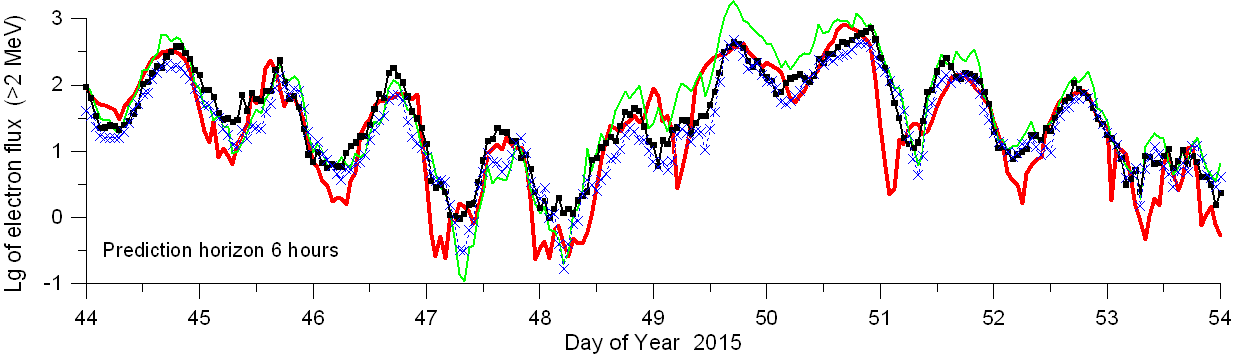 Lg of electron flux (>2 MeV)
3
2
1
0
-1
Prediction horizon 6 hours
44 45 46 47 48 49 50 51 52 53 54
Day of Year 2015